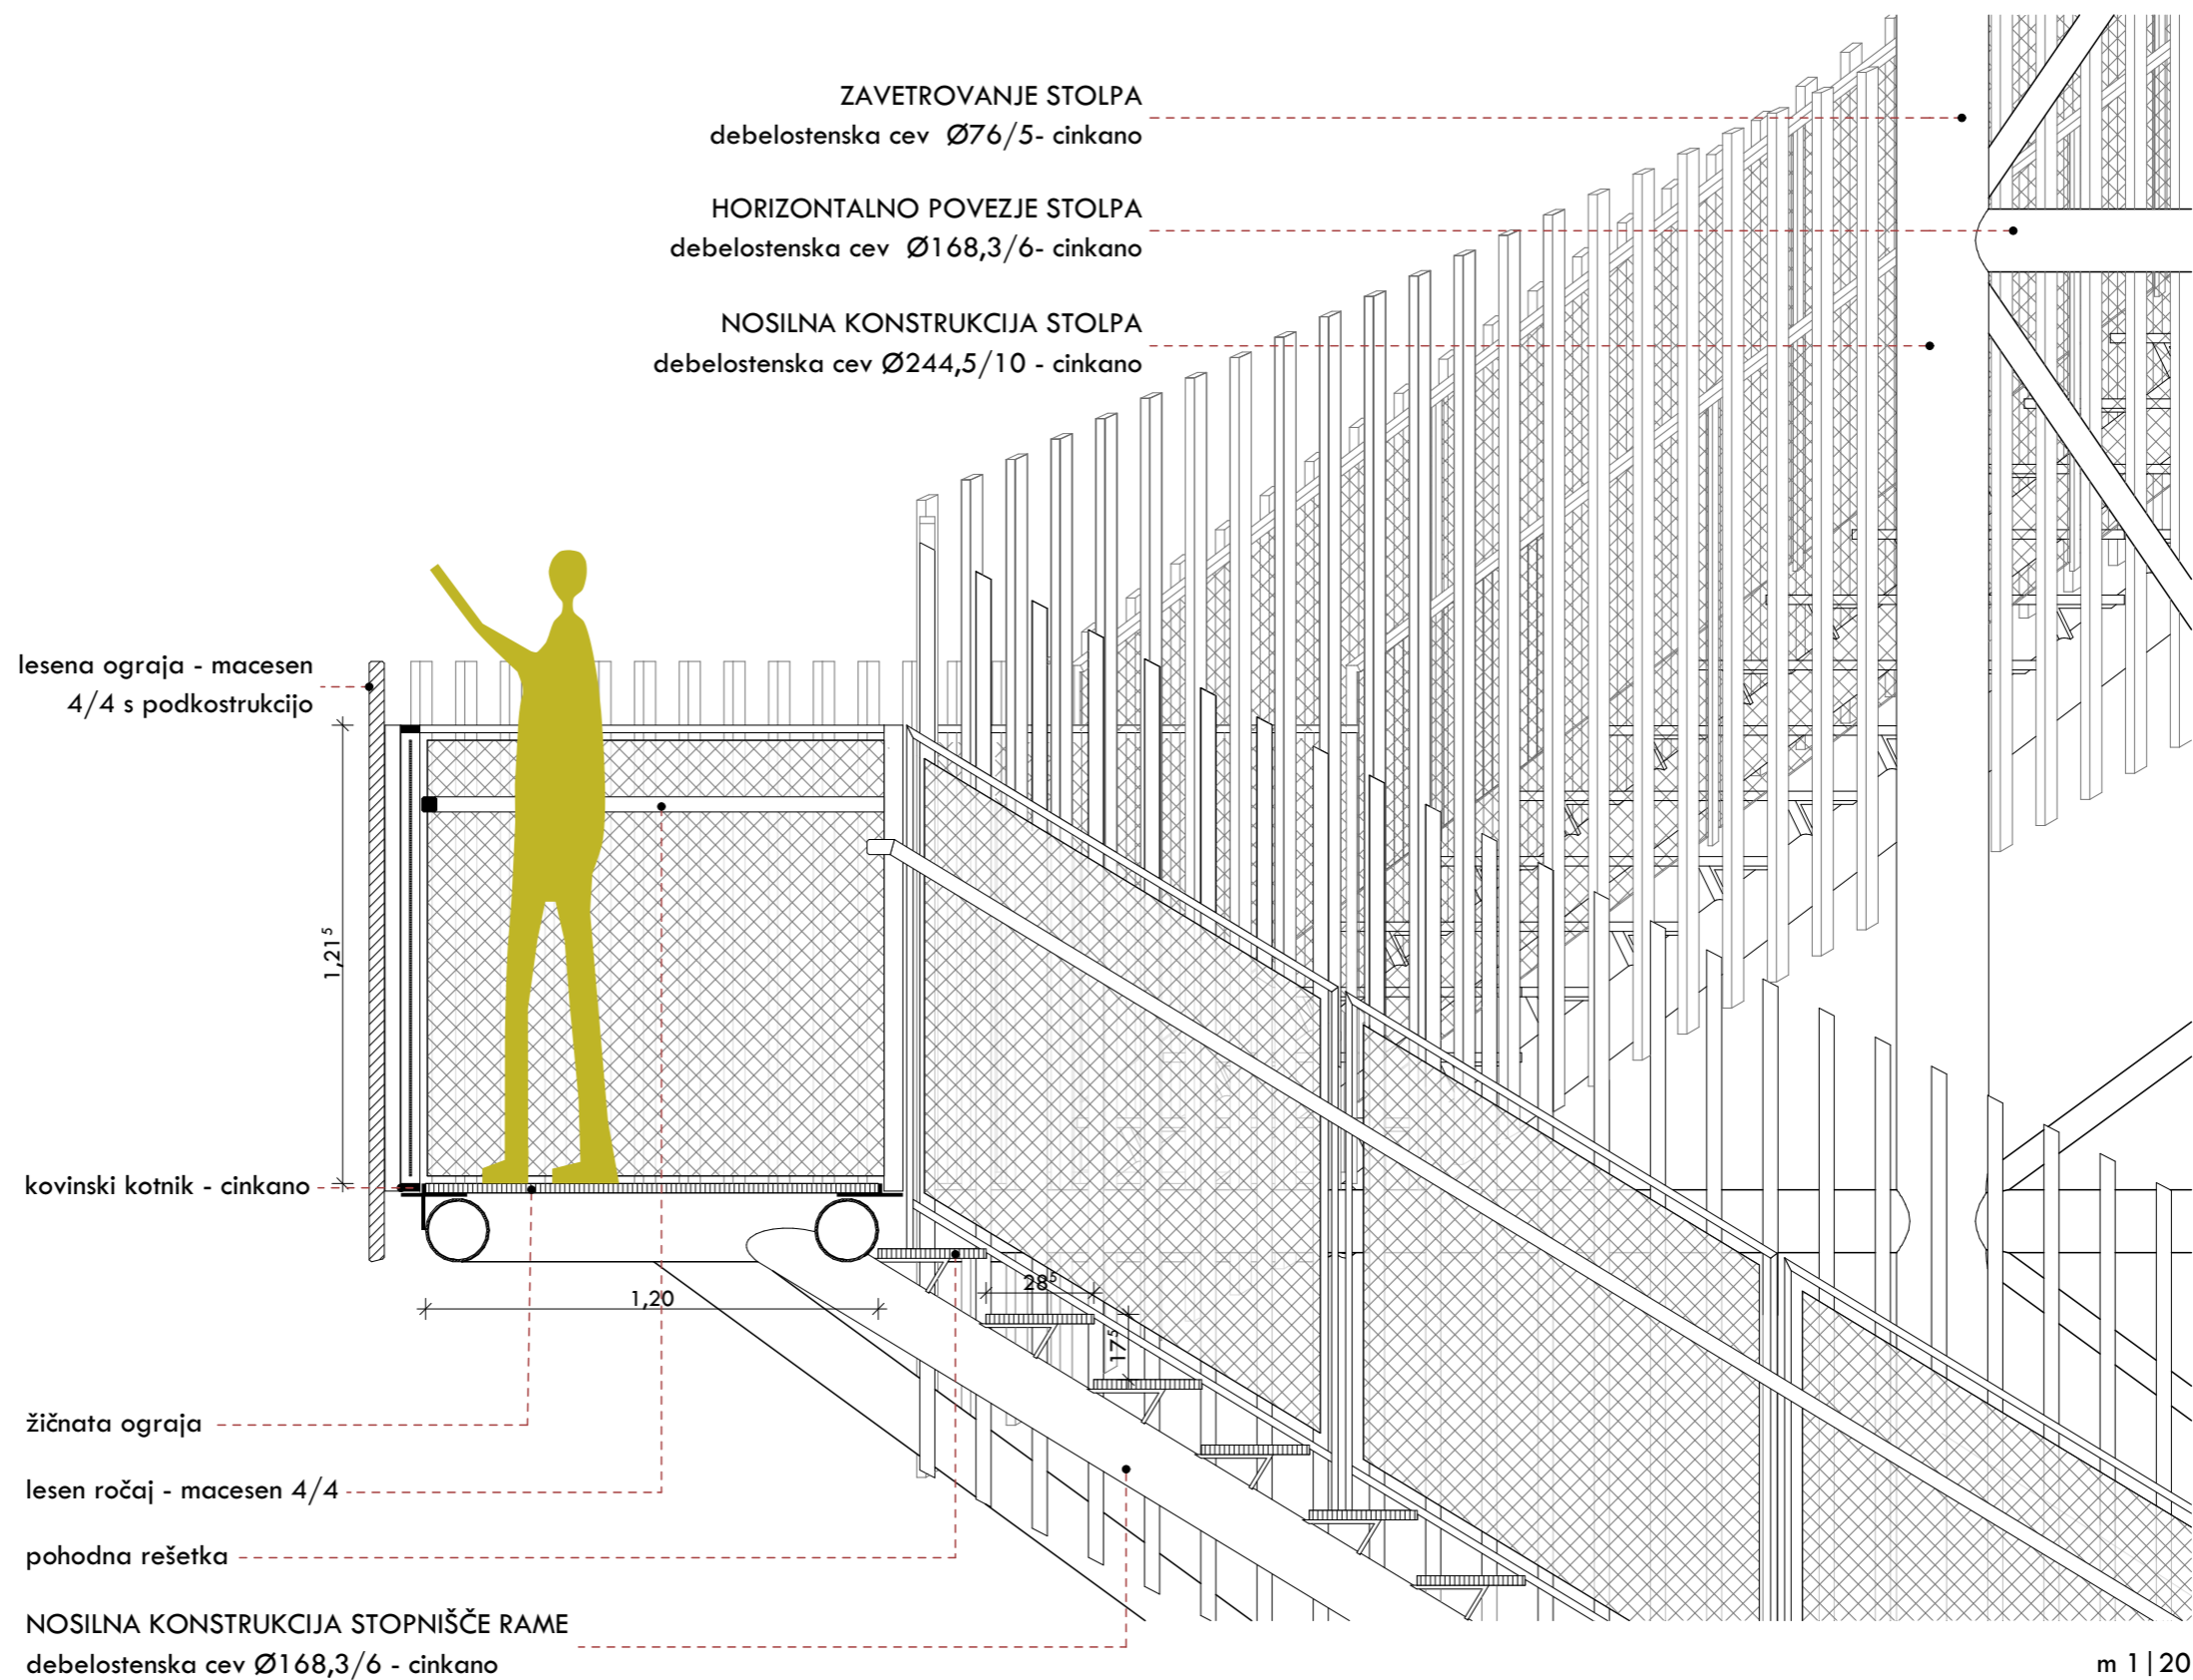 ZAVETROVANJE STOLPA
debelostenska cev Ø76/5- cinkano
HORIZONTALNO POVEZJE STOLPA
debelostenska cev Ø168,3/6- cinkano
NOSILNA KONSTRUKCIJA STOLPA
debelostenska cev Ø244,5/10 - cinkano
lesena ograja - macesen
4/4 s podkostrukcijo
1,21⁵
kovinski kotnik - cinkano
28⁵
1,20
17⁵
žičnata ograja
lesen ročaj - macesen 4/4
pohodna rešetka
NOSILNA KONSTRUKCIJA STOPNIŠČE RAME
debelostenska cev Ø168,3/6 - cinkano
m 1|20